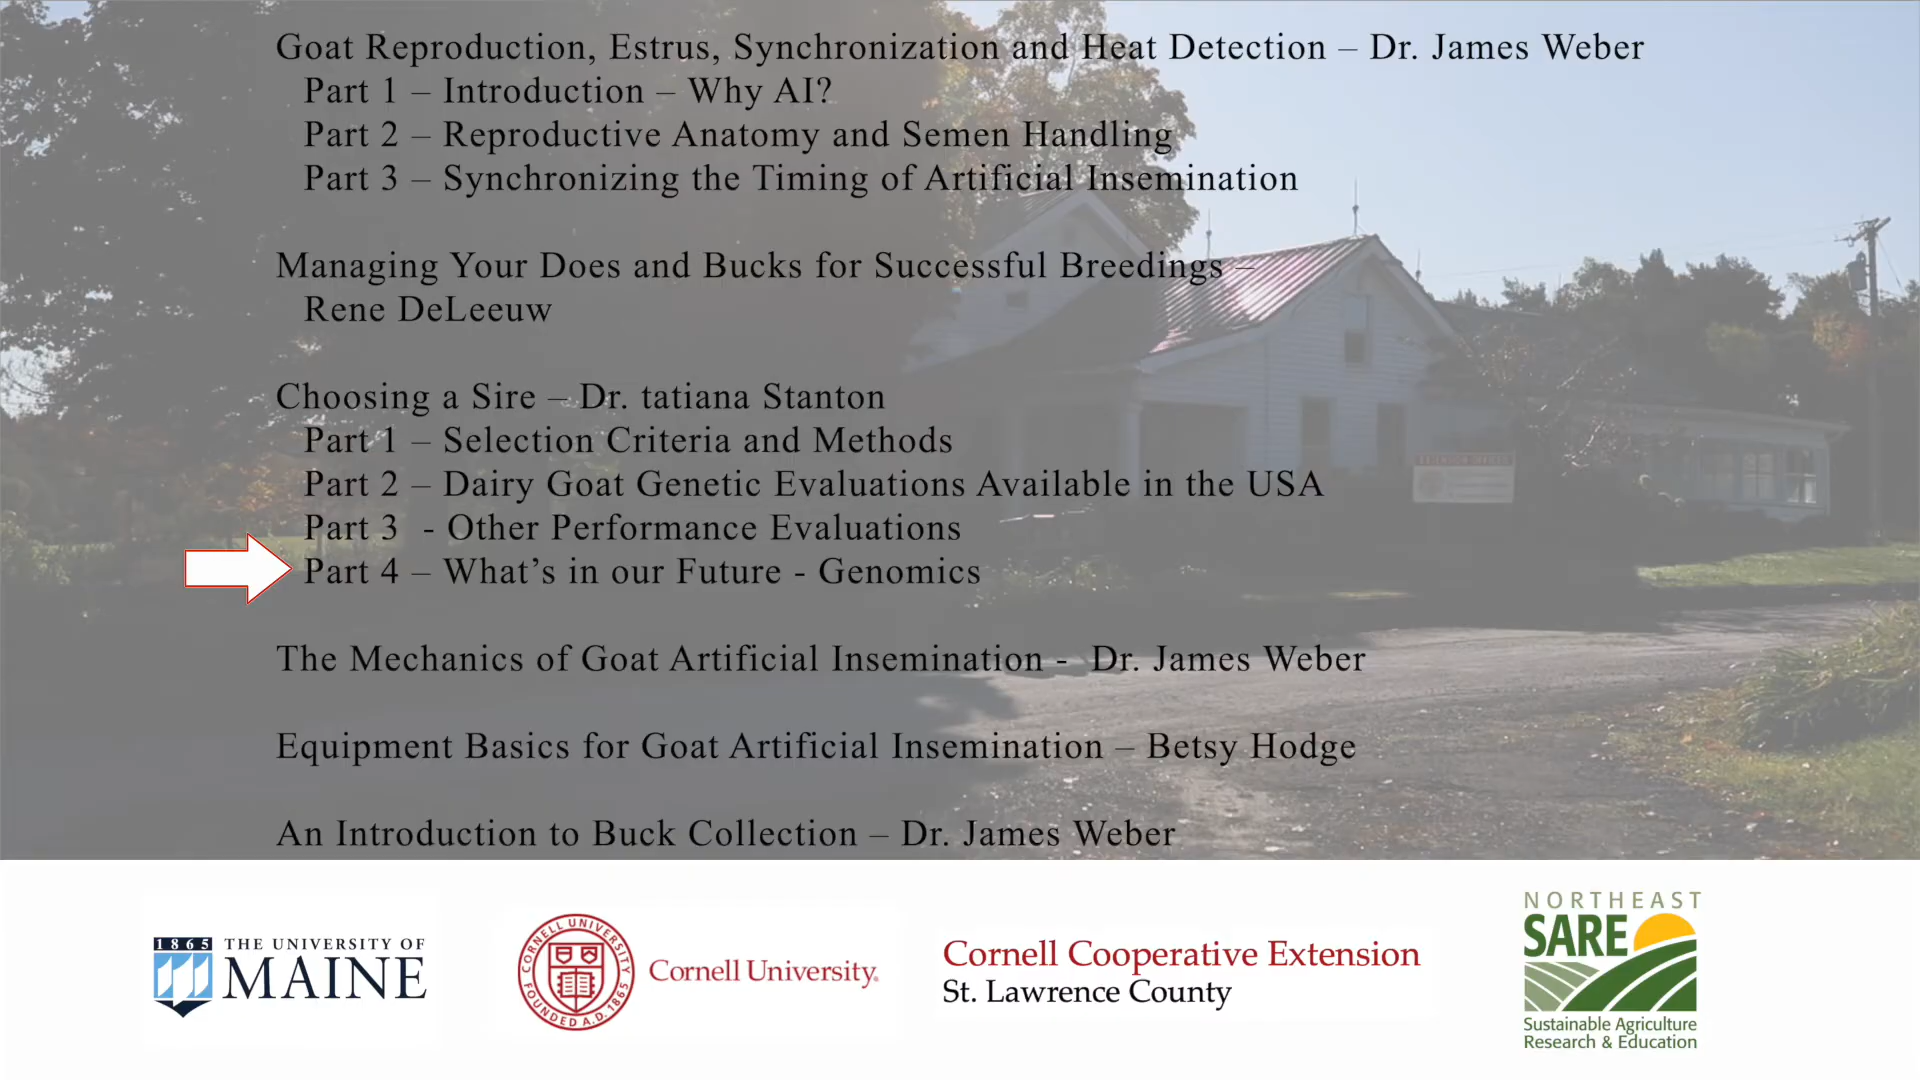 Goat Reproduction, Estrus, Synchronization and Heat Detection – Dr. James Weber
Part 1 – Introduction – Why AI?
Part 2 – Reproductive Anatomy and Semen Handling
Part 3 – Synchronizing the Timing of Artificial Insemination
Managing Your Does and Bucks for Successful Breedings –
Rene DeLeeuw
Choosing a Sire – Dr. tatiana Stanton
Part 1 – Selection Criteria and Methods
Part 2 – Dairy Goat Genetic Evaluations Available in the USA
Part 3 - Other Performance Evaluations
Part 4 – What’s in our Future - Genomics
The Mechanics of Goat Artificial Insemination - Dr. James Weber
Equipment Basics for Goat Artificial Insemination – Betsy Hodge
An Introduction to Buck Collection – Dr. James Weber
1865 THE UNIVERSITY OF
MAINE
CORNELL UNIVERSITY
FOUNDED A.D. 1865
Cornell University
Cornell Cooperative Extension
St. Lawrence County
NORTHEAST
SARE
Sustainable Agriculture
Research & Education